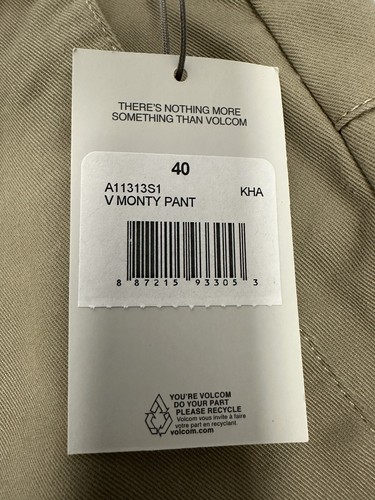 THERE'S NOTHING MORE
SOMETHING THAN VOLCOM
40
A11313S1 KHA
V MONTY PANT
8 87215 93305 3
YOU'RE VOLCOM
DO YOUR PART
PLEASE RECYCLE
Volcom vous invite à faire
votre part en recyclant.
volcom.com